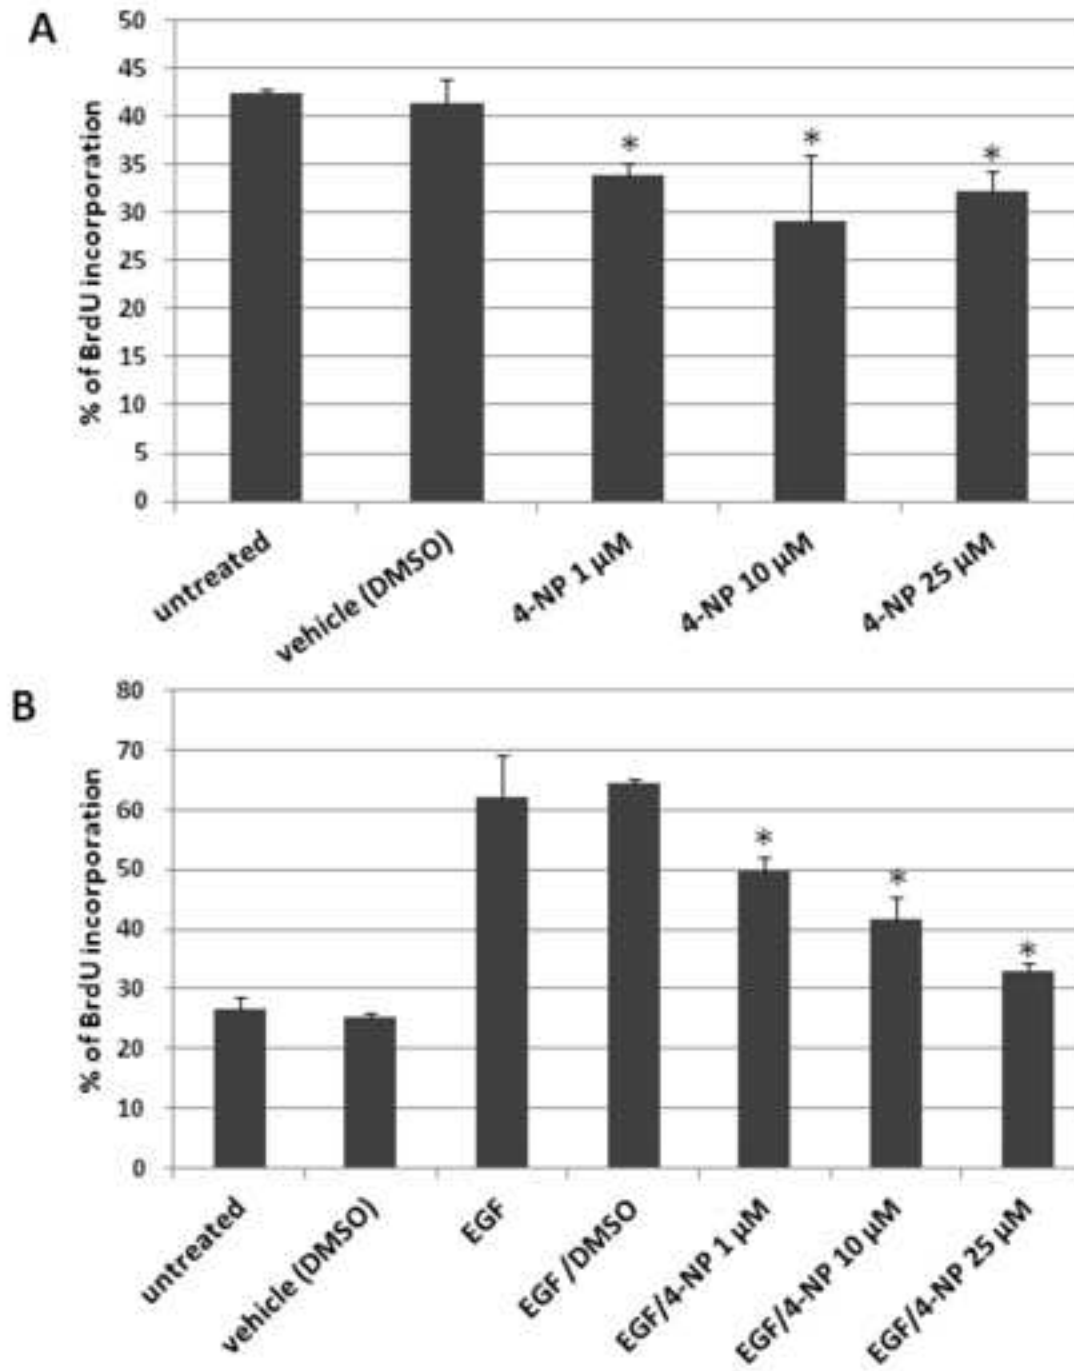 A
50
45
40
35
30
25
20
15
10
5
0
% of BrdU incorporation
*
*
*
untreated
vehicle (DMSO)
4-NP 1 µM
4-NP 10 µM
4-NP 25 µM
B
80
70
60
50
40
30
20
10
0
% of BrdU incorporation
*
*
*
untreated
vehicle (DMSO)
EGF
EGF /DMSO
EGF/4-NP 1 µM
EGF/4-NP 10 µM
EGF/4-NP 25 µM